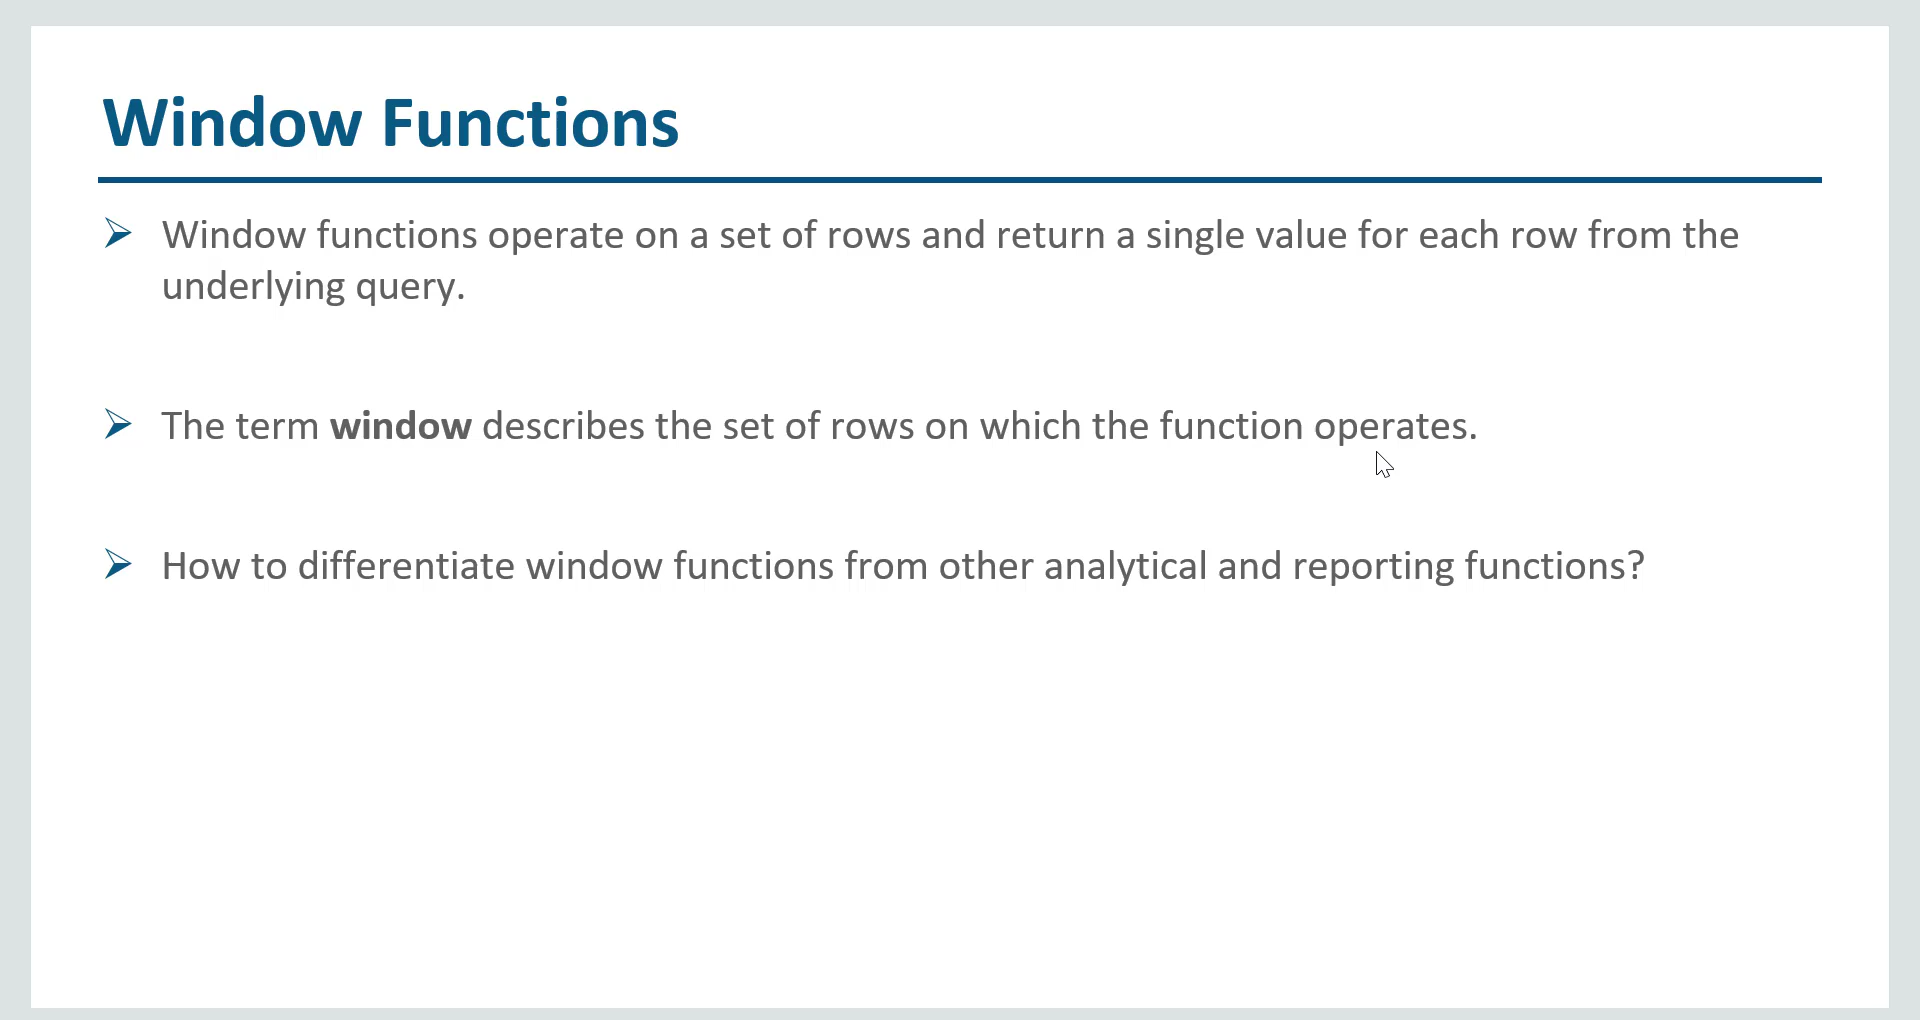 Window Functions
Window functions operate on a set of rows and return a single value for each row from the
underlying query.
The term window describes the set of rows on which the function operates.
How to differentiate window functions from other analytical and reporting functions?